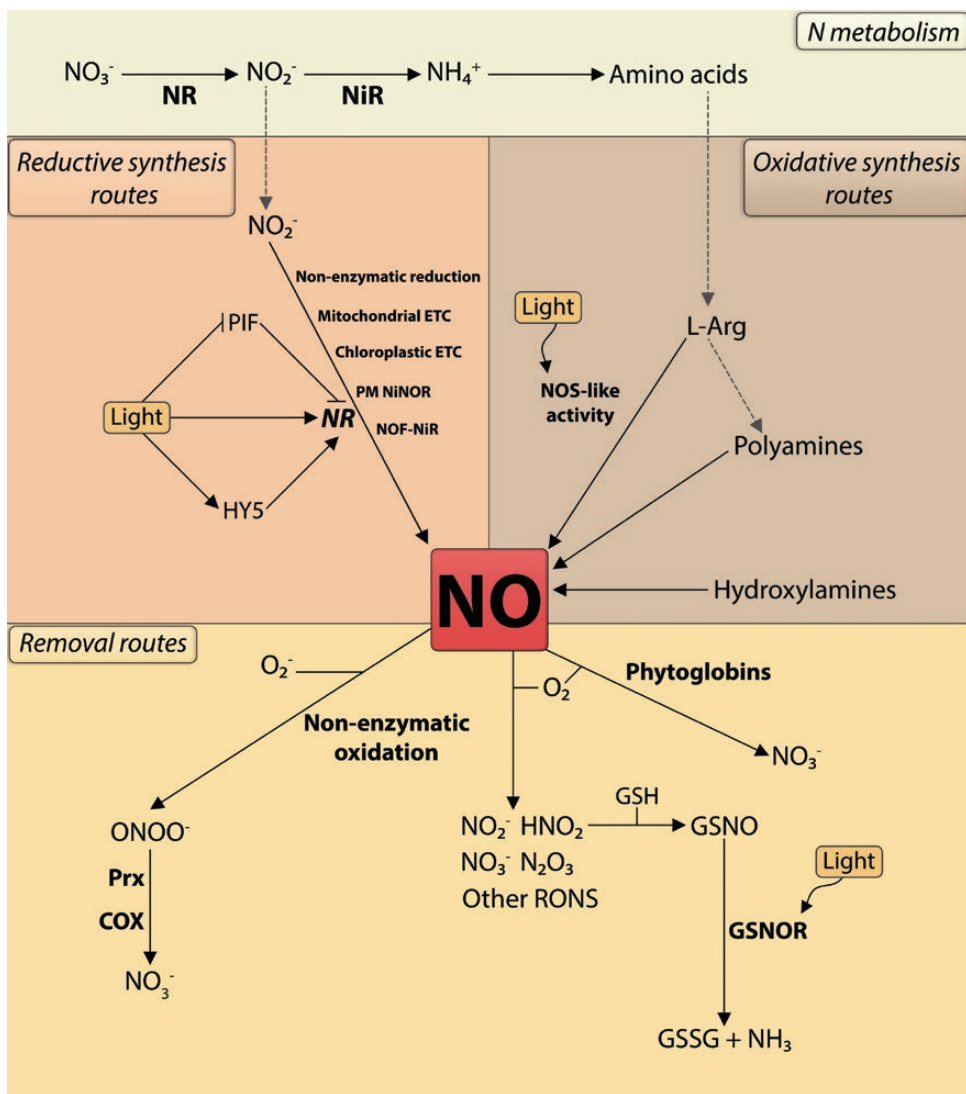 N metabolism
NO₃⁻ NO₂⁻ NH₄⁺ Amino acids
NR NiR
Reductive synthesis
routes
Oxidative synthesis
routes
NO₂⁻
Non-enzymatic reduction
Mitochondrial ETC
Chloroplastic ETC
PM NiNOR
NOF-NiR
PIF
Light
NR
HY5
Light
NOS-like
activity
L-Arg
Polyamines
Hydroxylamines
NO
Removal routes
O₂⁻
Non-enzymatic
oxidation
O₂
Phytoglobins
NO₃⁻
ONOO⁻
Prx
COX
NO₃⁻
NO₂⁻ HNO₂
NO₃⁻ N₂O₃
Other RONS
GSH
GSNO
Light
GSNOR
GSSG + NH₃